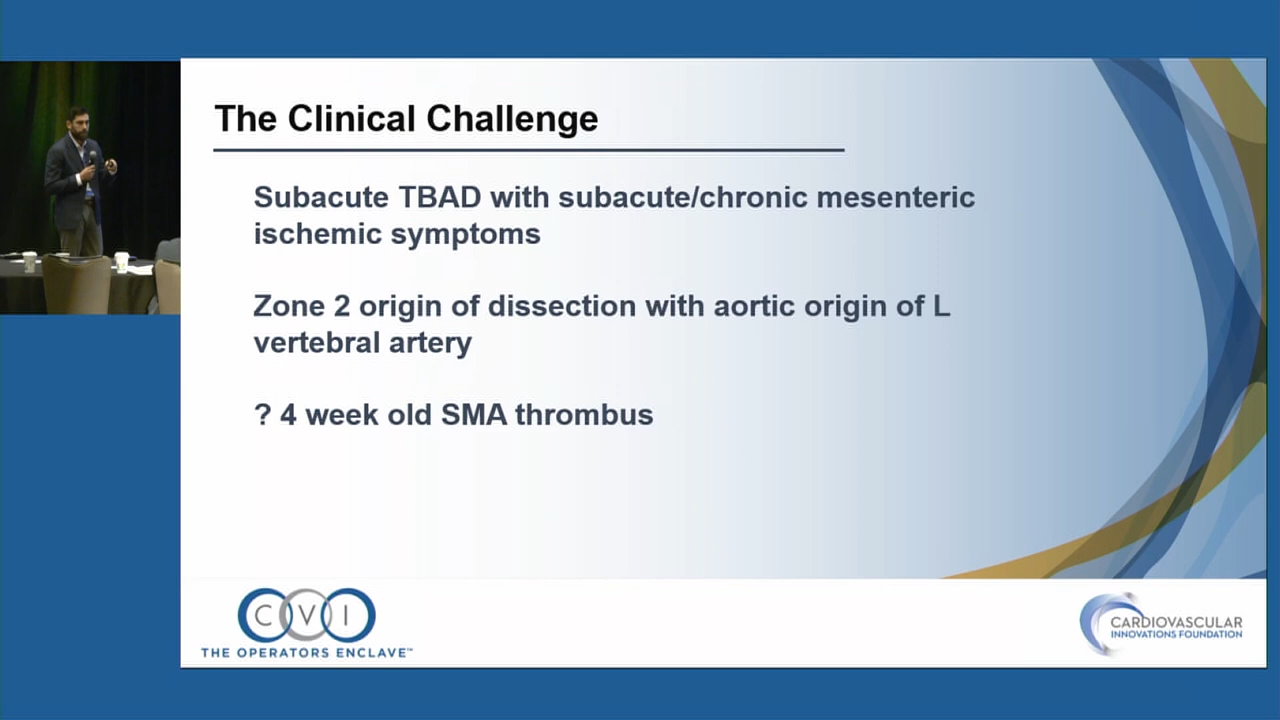 The Clinical Challenge
Subacute TBAD with subacute/chronic mesenteric
ischemic symptoms
Zone 2 origin of dissection with aortic origin of L
vertebral artery
? 4 week old SMA thrombus
CVI
THE OPERATORS ENCLAVE™
CARDIOVASCULAR
INNOVATIONS FOUNDATION